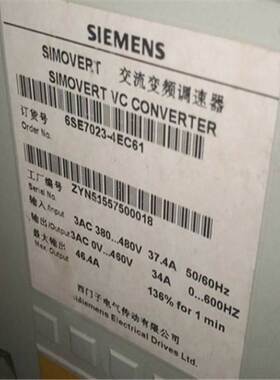 SIEMENS
SIMOVERT 交流变频调速器
SIMOVERT VC CONVERTER
订货号 6SE7023-4EC61
Order No.
工厂编号 ZYN51557500018
Serial No.
输入/Input 3AC 380...480V 37.4A 50/60Hz
输出/Output 3AC 0V...460V 34A 0...600Hz
最大输出 46.4A 136% for 1 min
Max. Output
西门子电气传动有限公司
Siemens Electrical Drives Ltd.